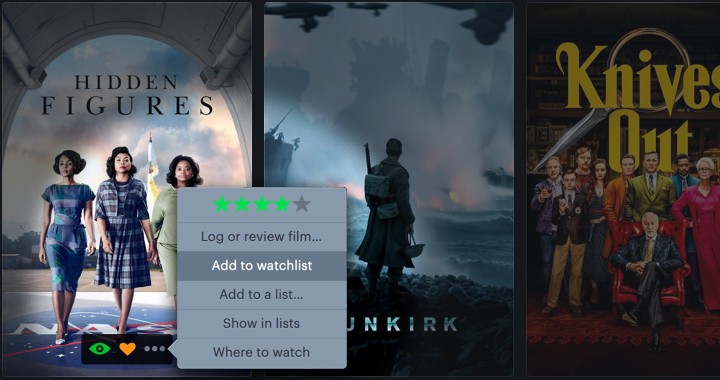 HIDDEN
FIGURES
Log or review film...
Add to watchlist
Add to a list...
Show in lists
Where to watch
UNKIRK
Knives
Out